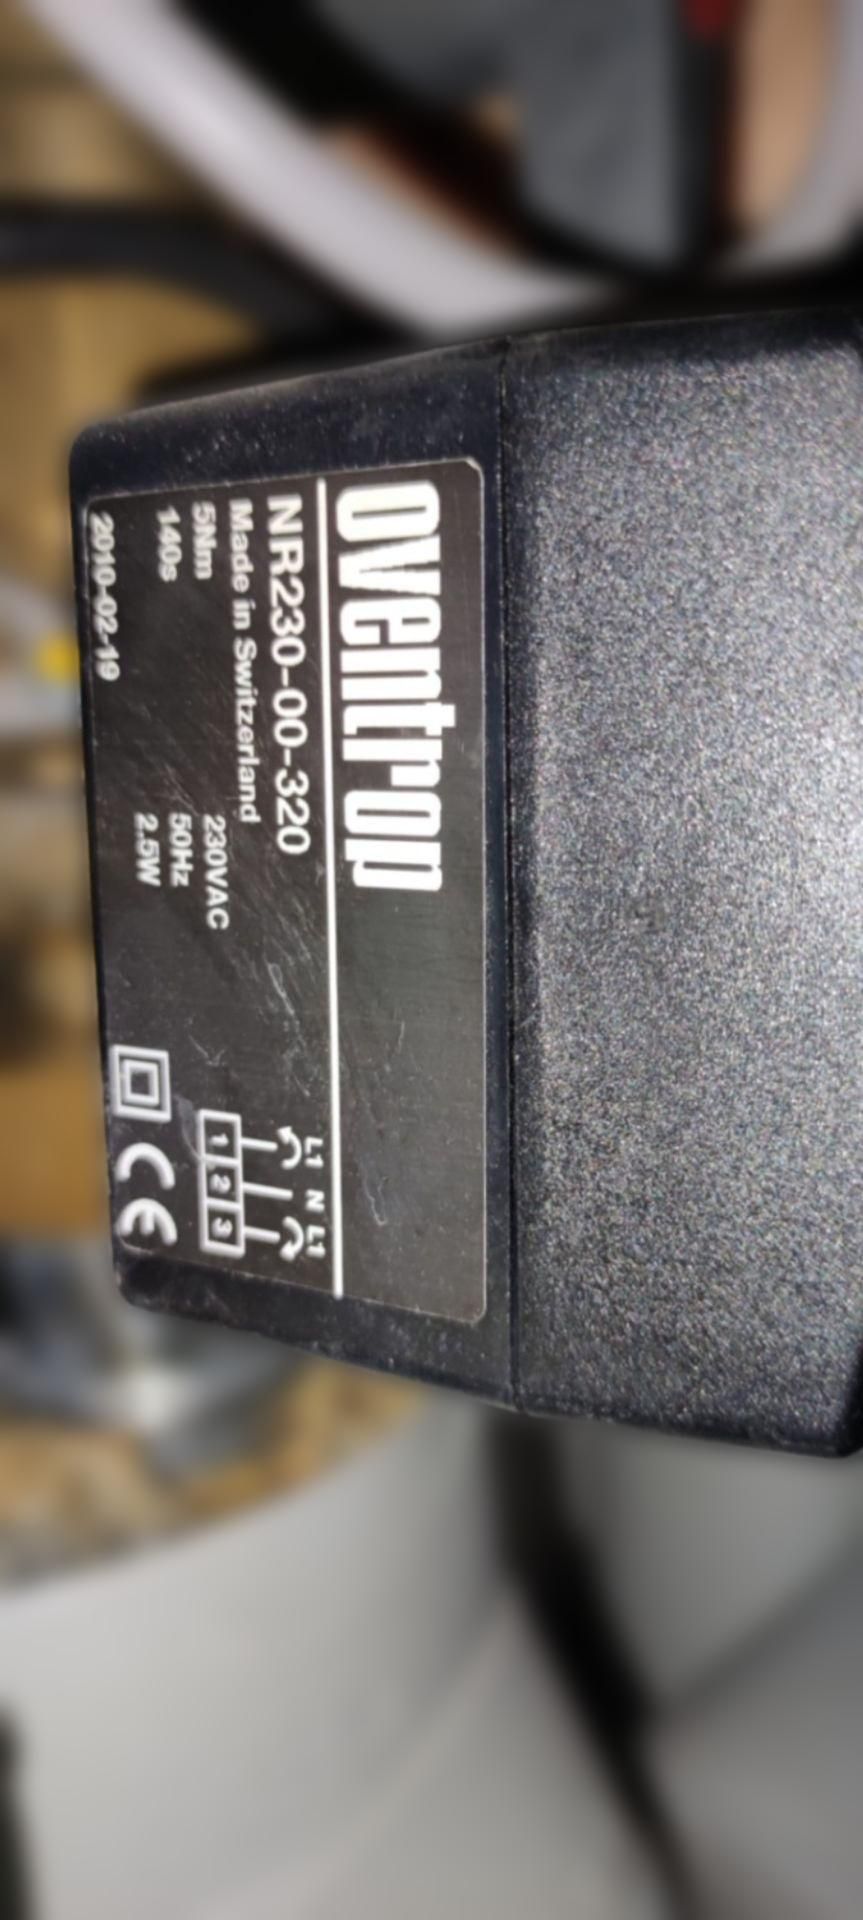 oventrop
NR230-00-320
Made in Switzerland
5Nm 230VAC
140s 50Hz
2.5W
2010-02-19
L1 N L1
1 2 3
CE